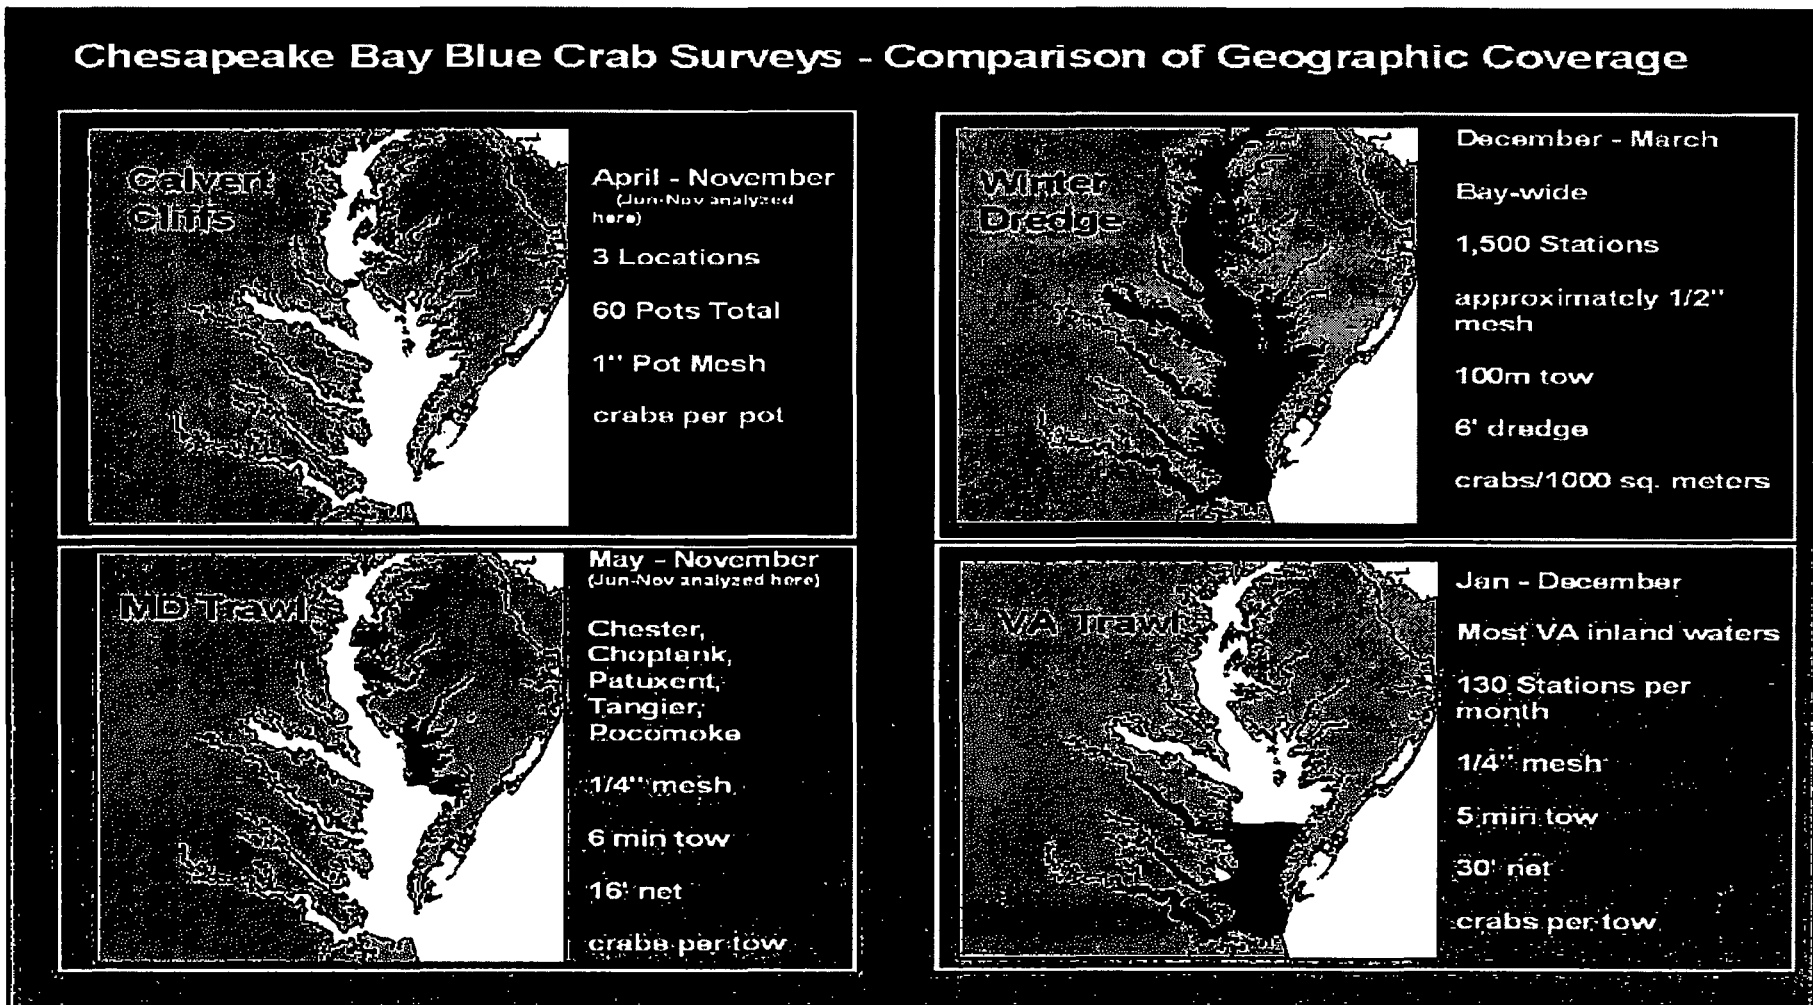 Chesapeake Bay Blue Crab Surveys - Comparison of Geographic Coverage
Calvert
Cliffs
April - November
(Jun-Nov analyzed
here)
3 Locations
60 Pots Total
1" Pot Mesh
crabs per pot
Winter
Dredge
December - March
Bay-wide
1,500 Stations
approximately 1/2"
mesh
100m tow
6' dredge
crabs/1000 sq. meters
MD Trawl
May - November
(Jun-Nov analyzed here)
Chester,
Choptank,
Patuxent,
Tangier,
Pocomoke
1/4" mesh
6 min tow
16' net
crabs per tow
VA Trawl
Jan - December
Most VA inland waters
130 Stations per
month
1/4" mesh
5 min tow
30' net
crabs per tow